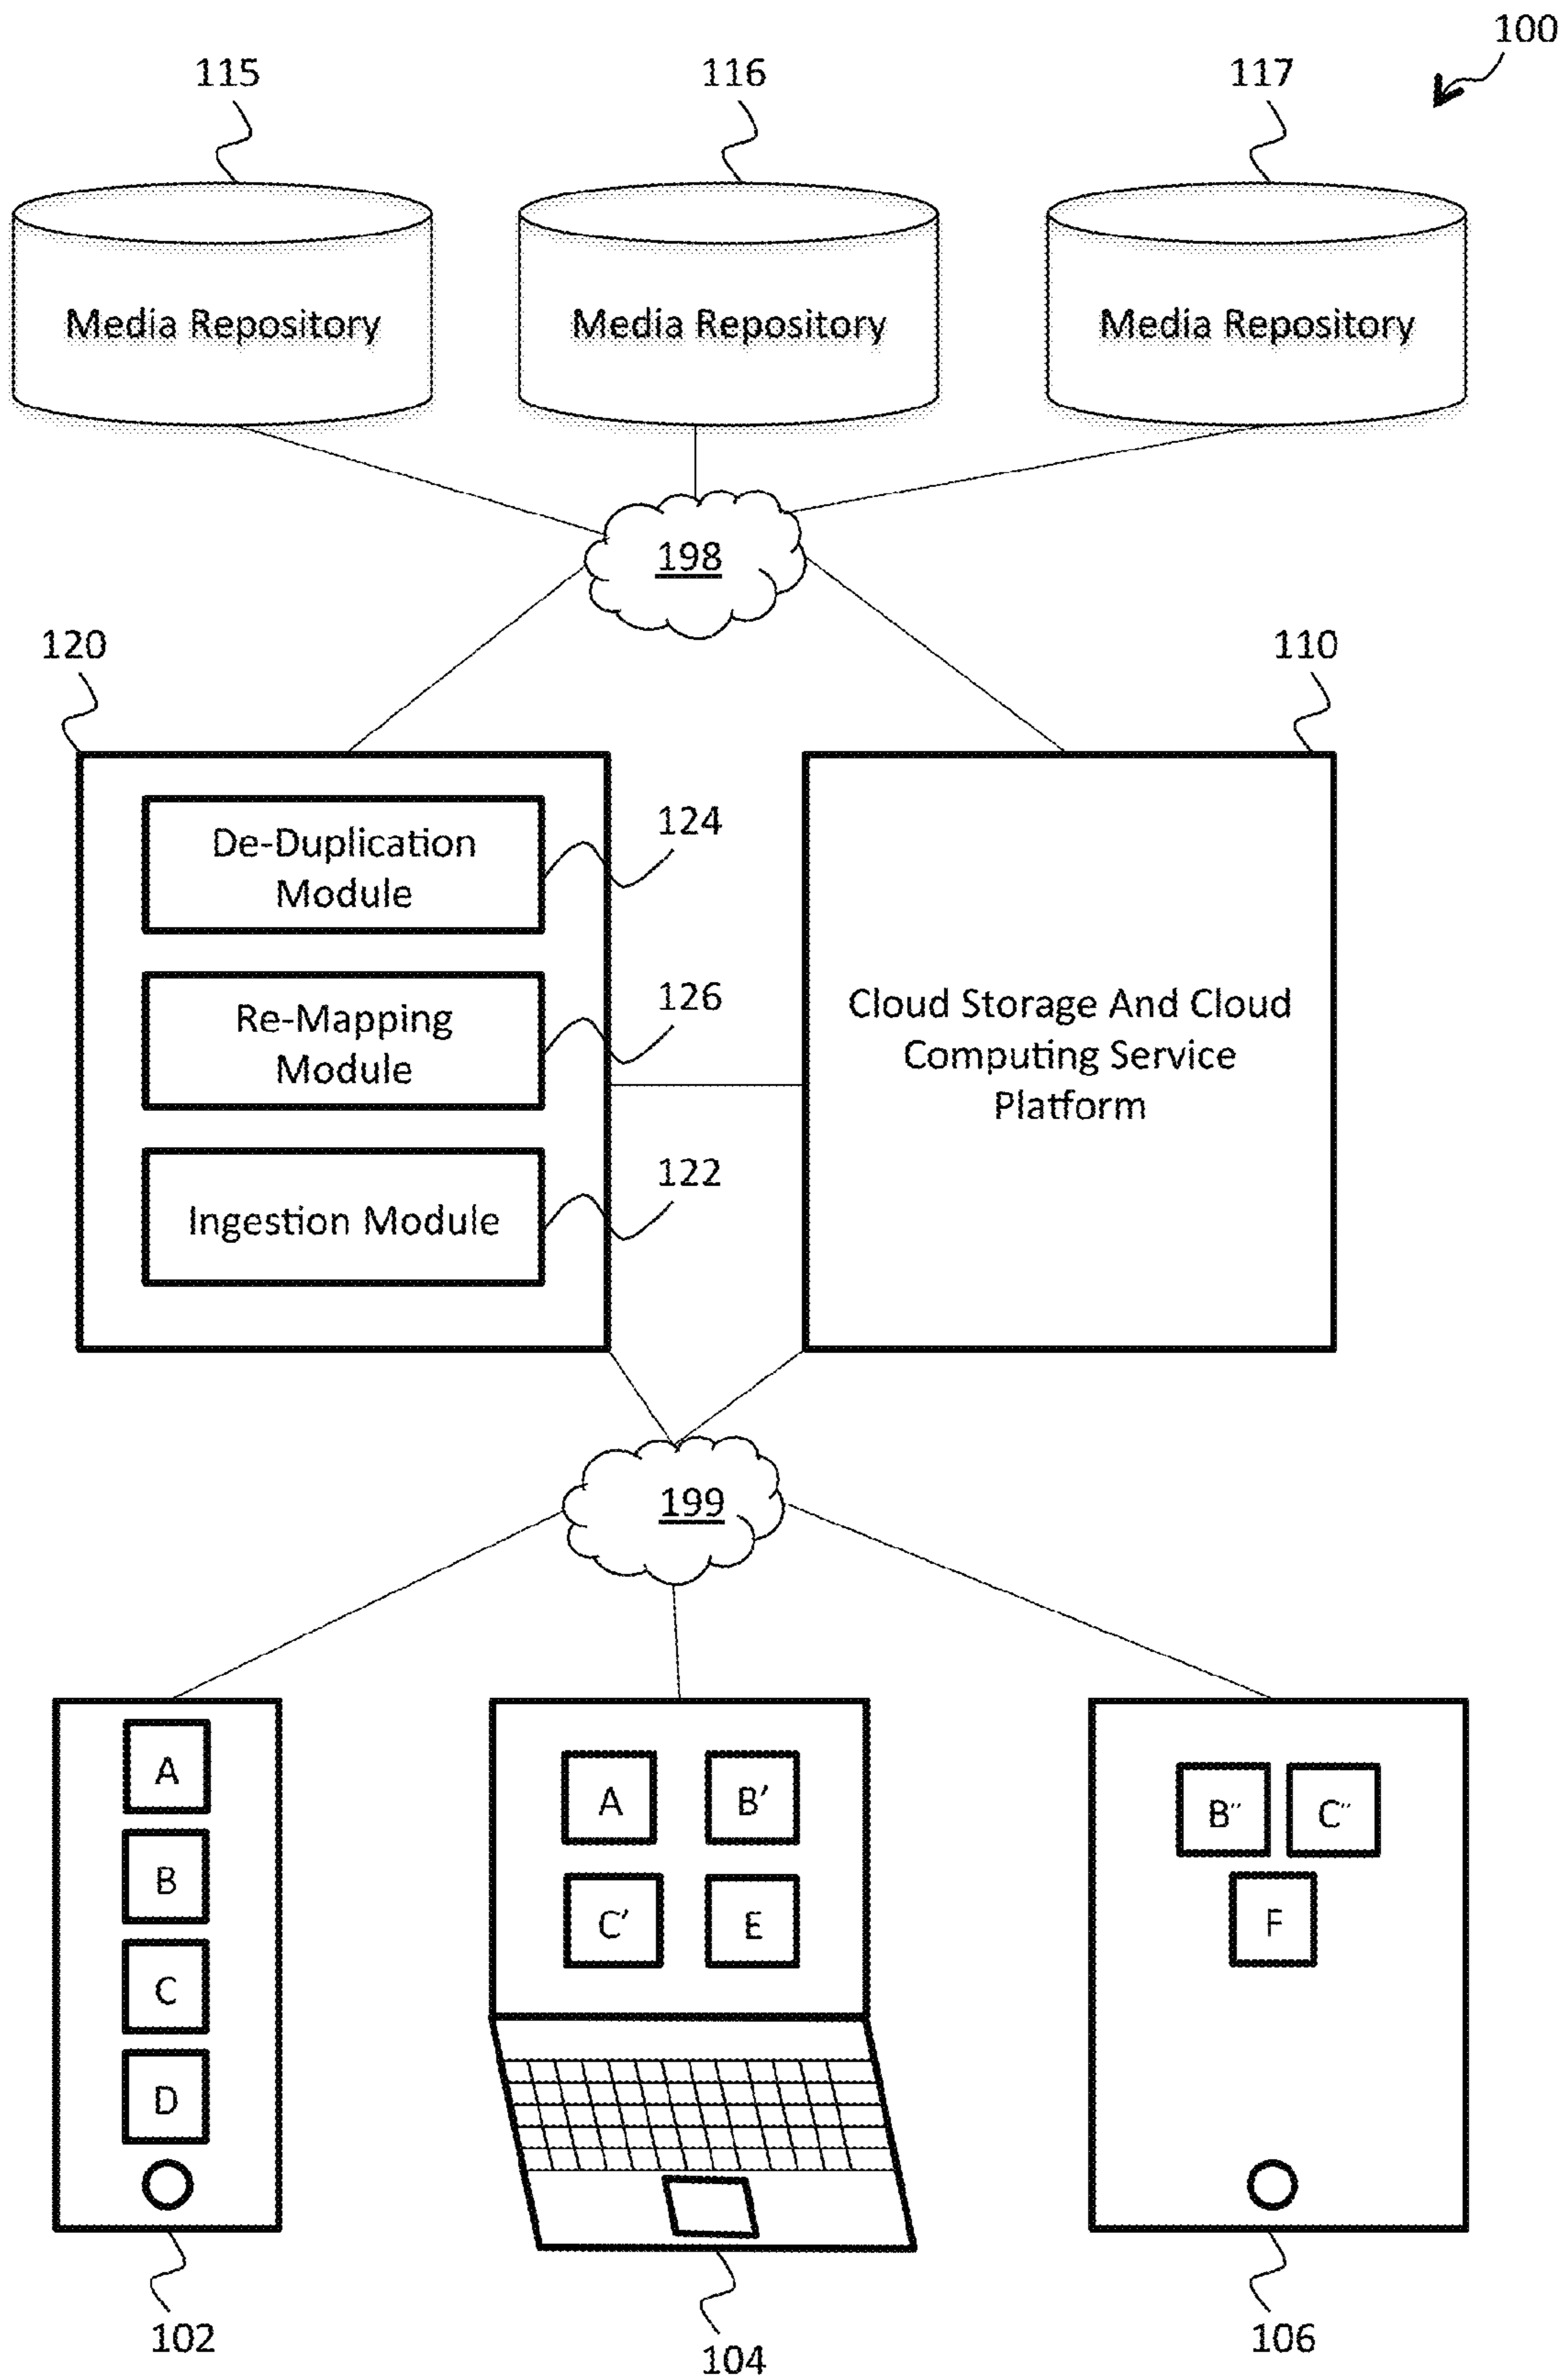 100
115
116
117
Media Repository
Media Repository
Media Repository
198
120
110
De-Duplication
Module
124
Re-Mapping
Module
126
Ingestion Module
122
Cloud Storage And Cloud
Computing Service
Platform
199
A
B
C
D
A
B′
C′
E
B″
C″
F
102
104
106